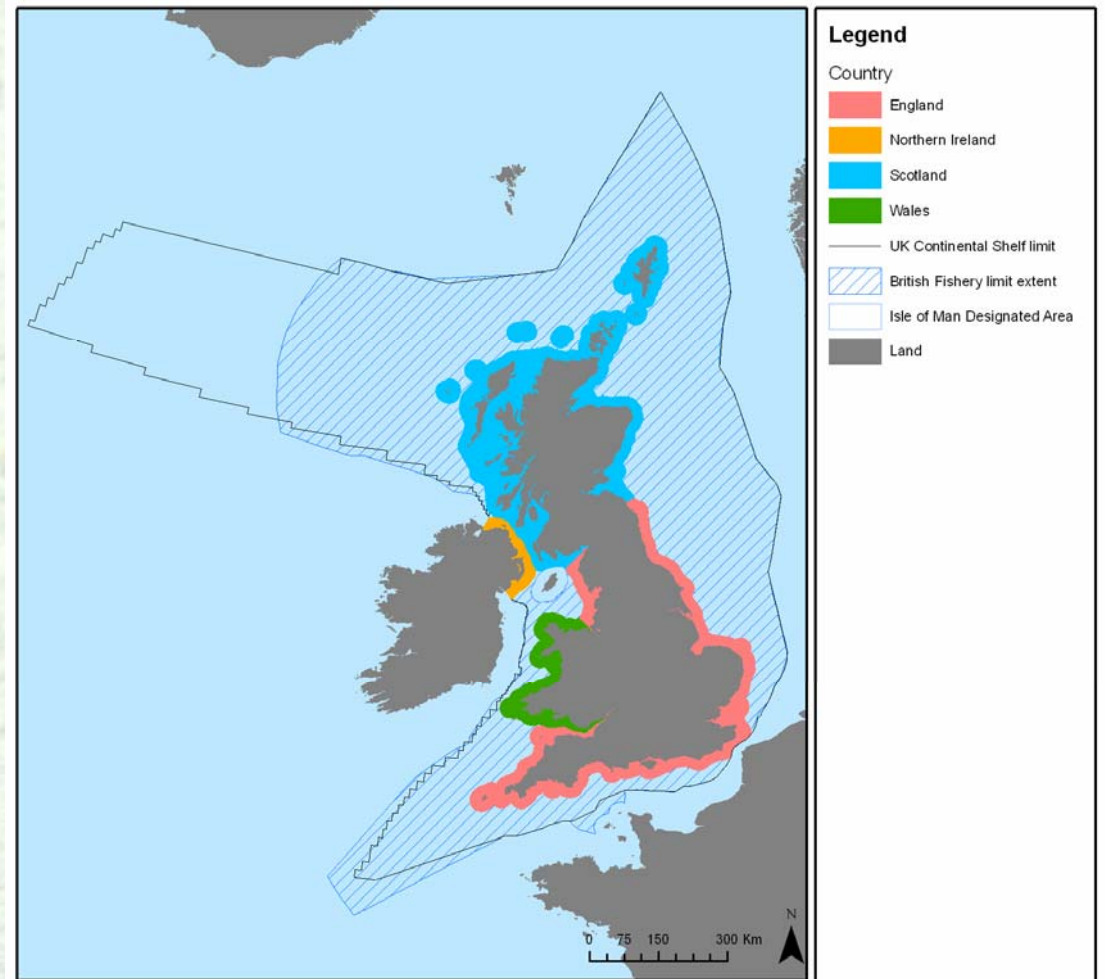 Legend
Country
England
Northern Ireland
Scotland
Wales
UK Continental Shelf limit
British Fishery limit extent
Isle of Man Designated Area
Land
N
0 75 150 300 Km